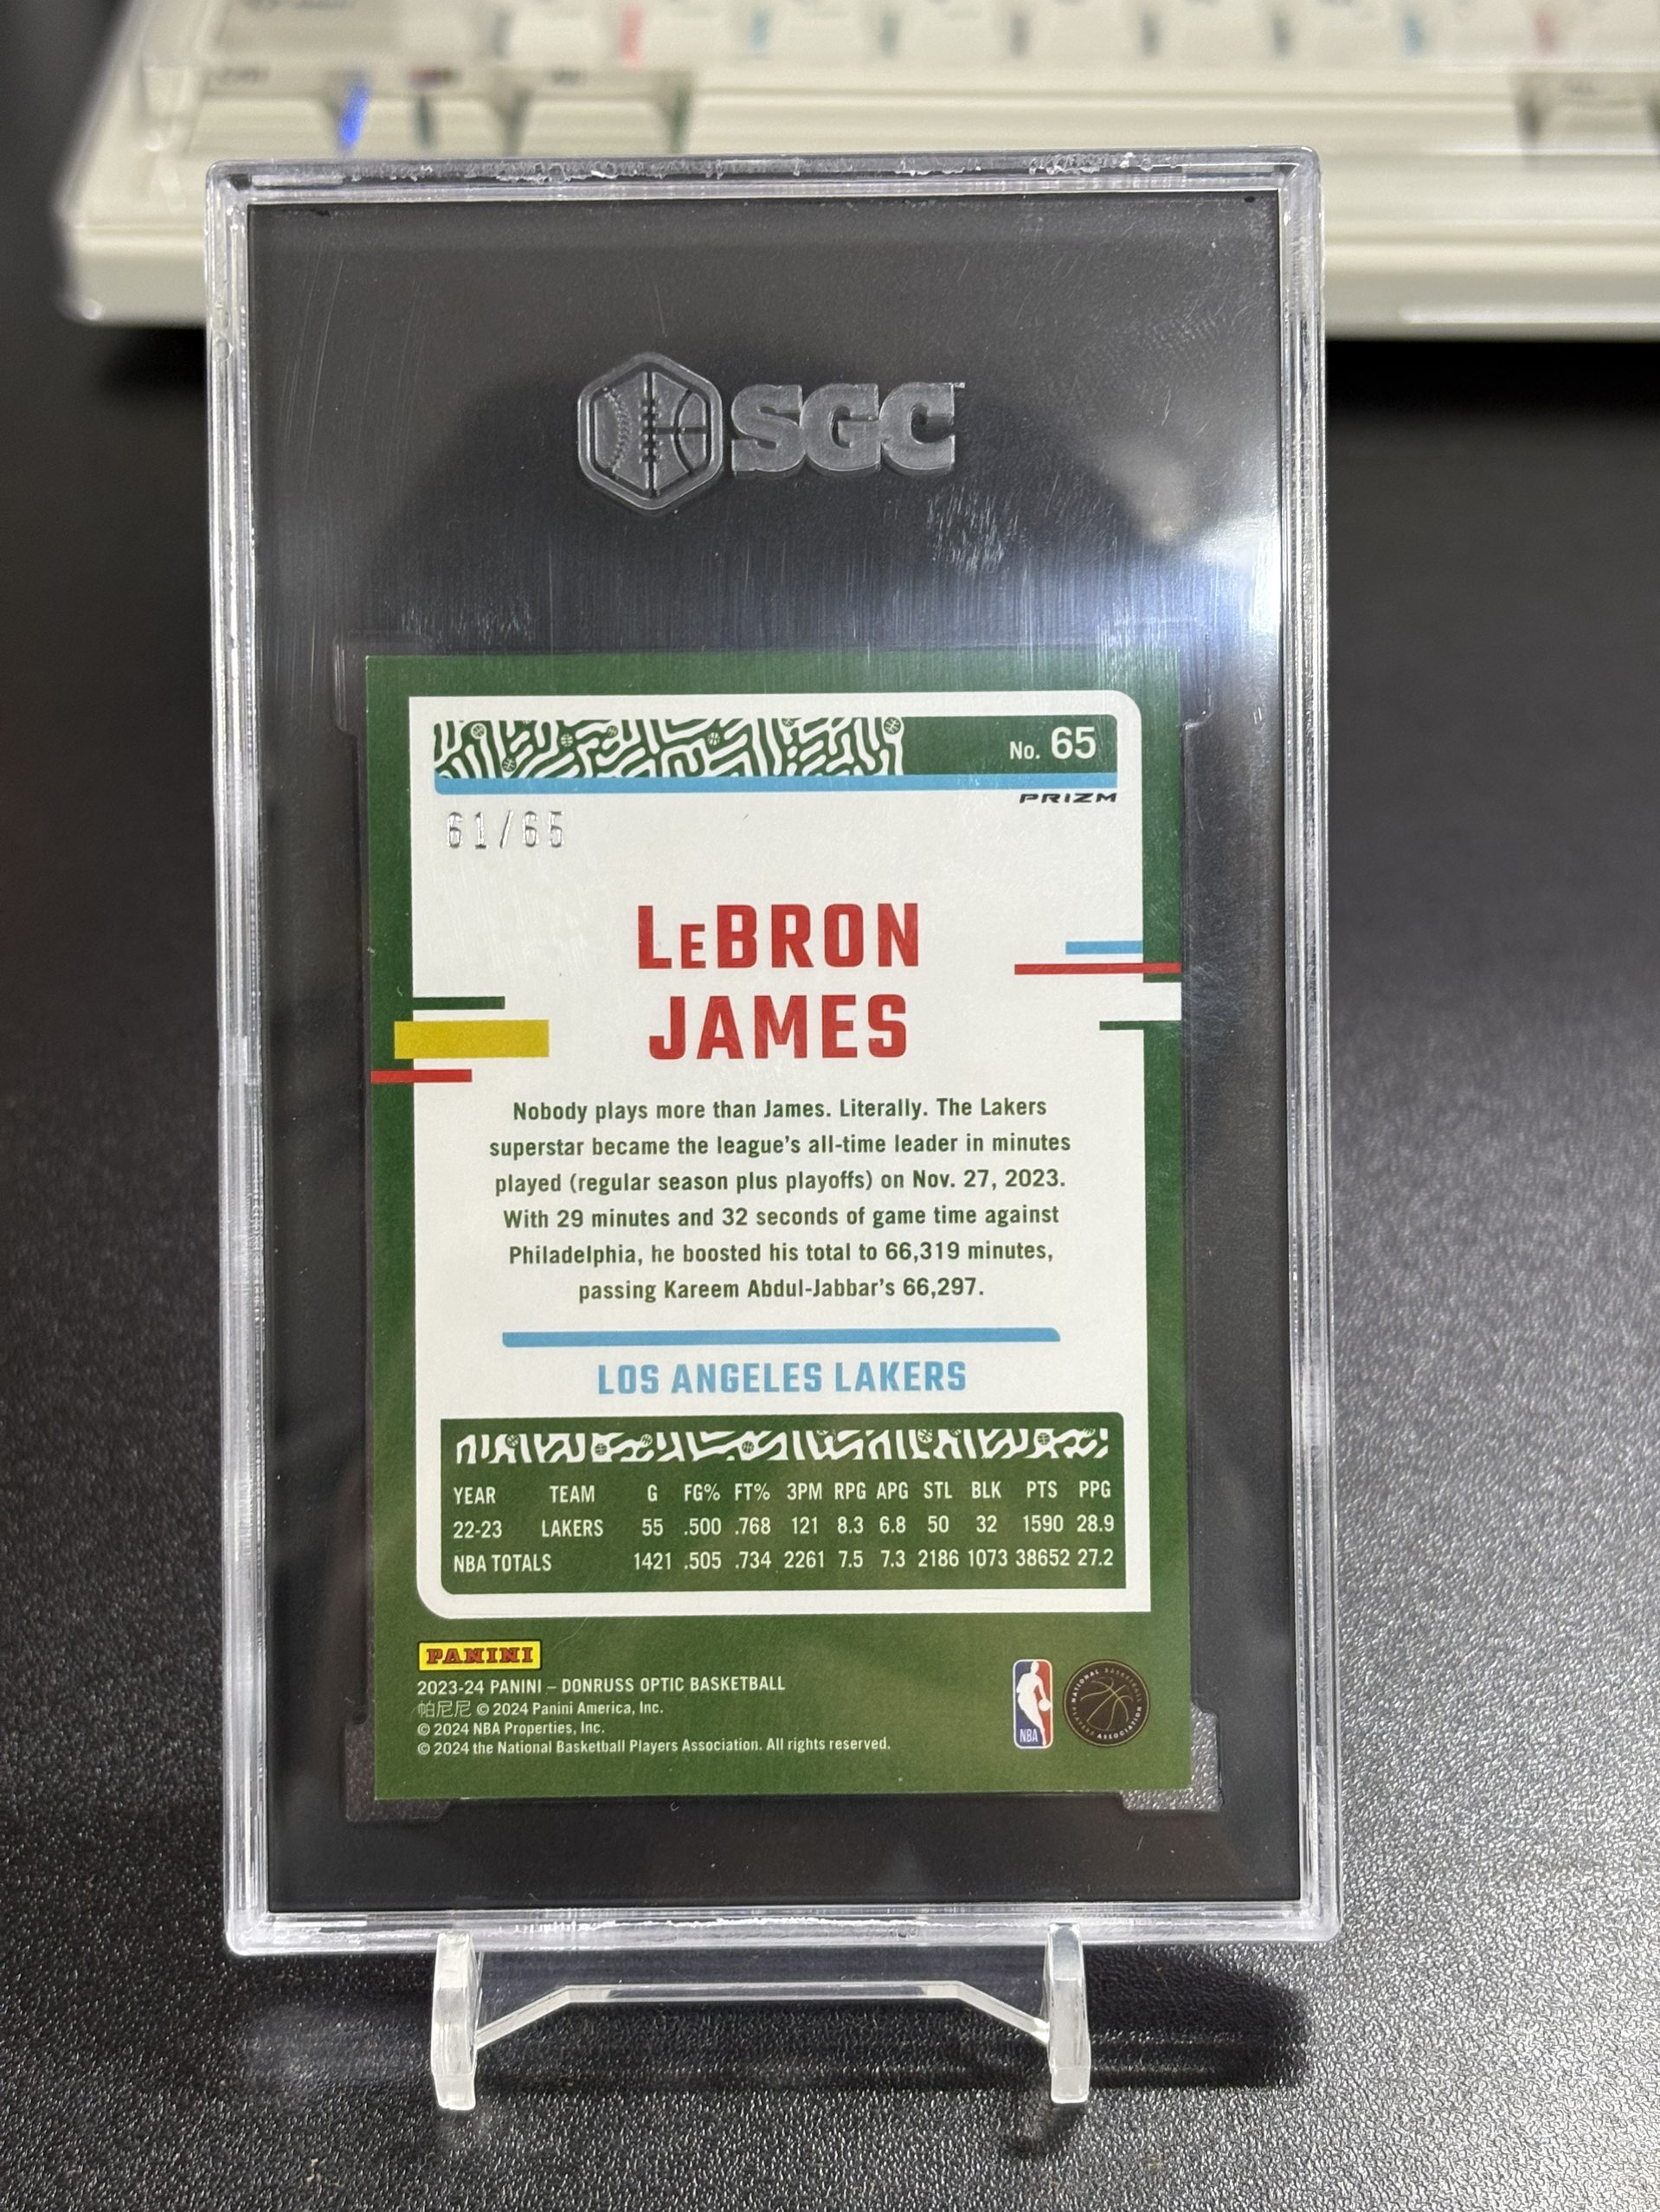 SGC
No. 65
PRIZM
61/65
LeBRON
JAMES
Nobody plays more than James. Literally. The Lakers
superstar became the league's all-time leader in minutes
played (regular season plus playoffs) on Nov. 27, 2023.
With 29 minutes and 32 seconds of game time against
Philadelphia, he boosted his total to 66,319 minutes,
passing Kareem Abdul-Jabbar's 66,297.
LOS ANGELES LAKERS
YEAR TEAM G FG% FT% 3PM RPG APG STL BLK PTS PPG
22-23 LAKERS 55 .500 .768 121 8.3 6.8 50 32 1590 28.9
NBA TOTALS 1421 .505 .734 2261 7.5 7.3 2186 1073 38652 27.2
PANINI
2023-24 PANINI – DONRUSS OPTIC BASKETBALL
帕尼尼 © 2024 Panini America, Inc.
© 2024 NBA Properties, Inc.
© 2024 the National Basketball Players Association. All rights reserved.
NBA
NATIONAL BASKETBALL PLAYERS ASSOCIATION